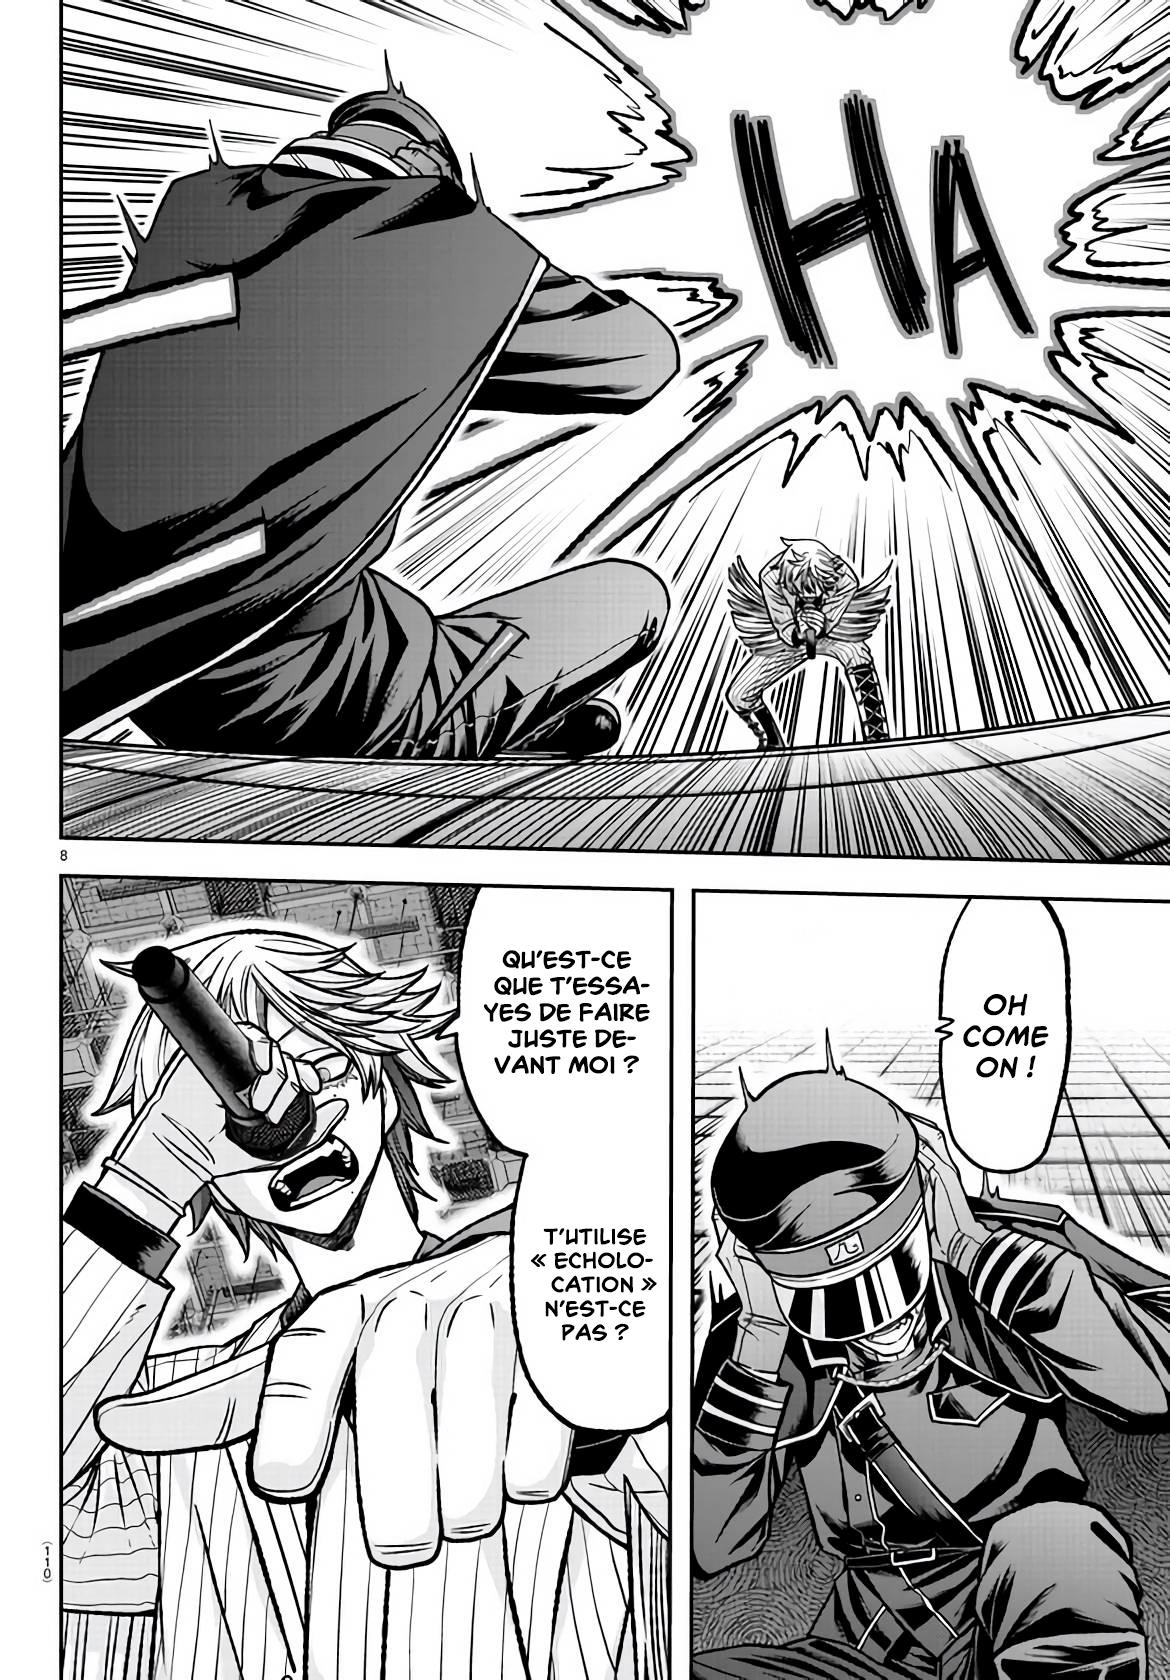 HA
8
OH
COME
ON !
QU'EST-CE
QUE T'ESSA-
YES DE FAIRE
JUSTE DE-
VANT MOI ?
T'UTILISE
« ECHOLO-
CATION »
N'EST-CE
PAS ?
(110)